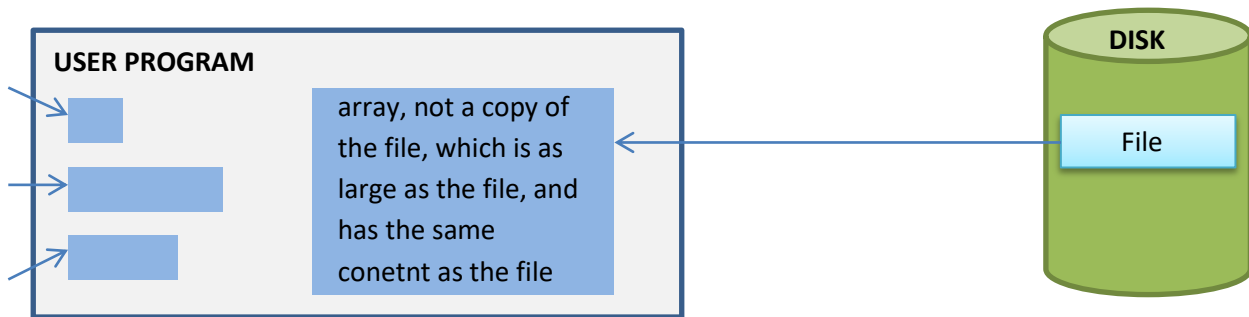 USER PROGRAM
array, not a copy of
the file, which is as
large as the file, and
has the same
conetnt as the file
DISK
File